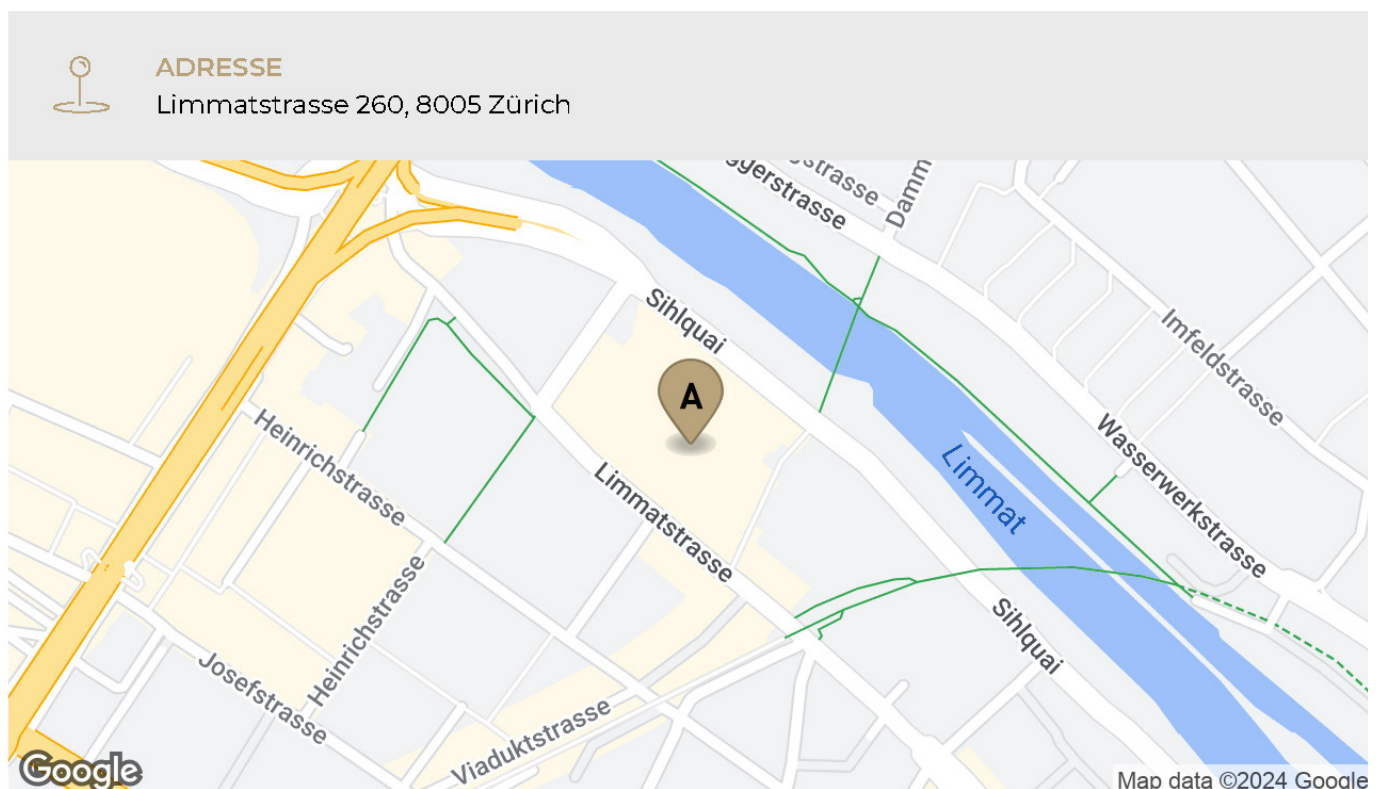 ADRESSE
Limmatstrasse 260, 8005 Zürich
Damm
Sihlquai
Imfeldstrasse
A
Heinrichstrasse
Wasserwerkstrasse
Limmat
Limmatstrasse
Heinrichstrasse
Sihlquai
Josefstrasse
Viaduktstrasse
Google
Map data ©2024 Google